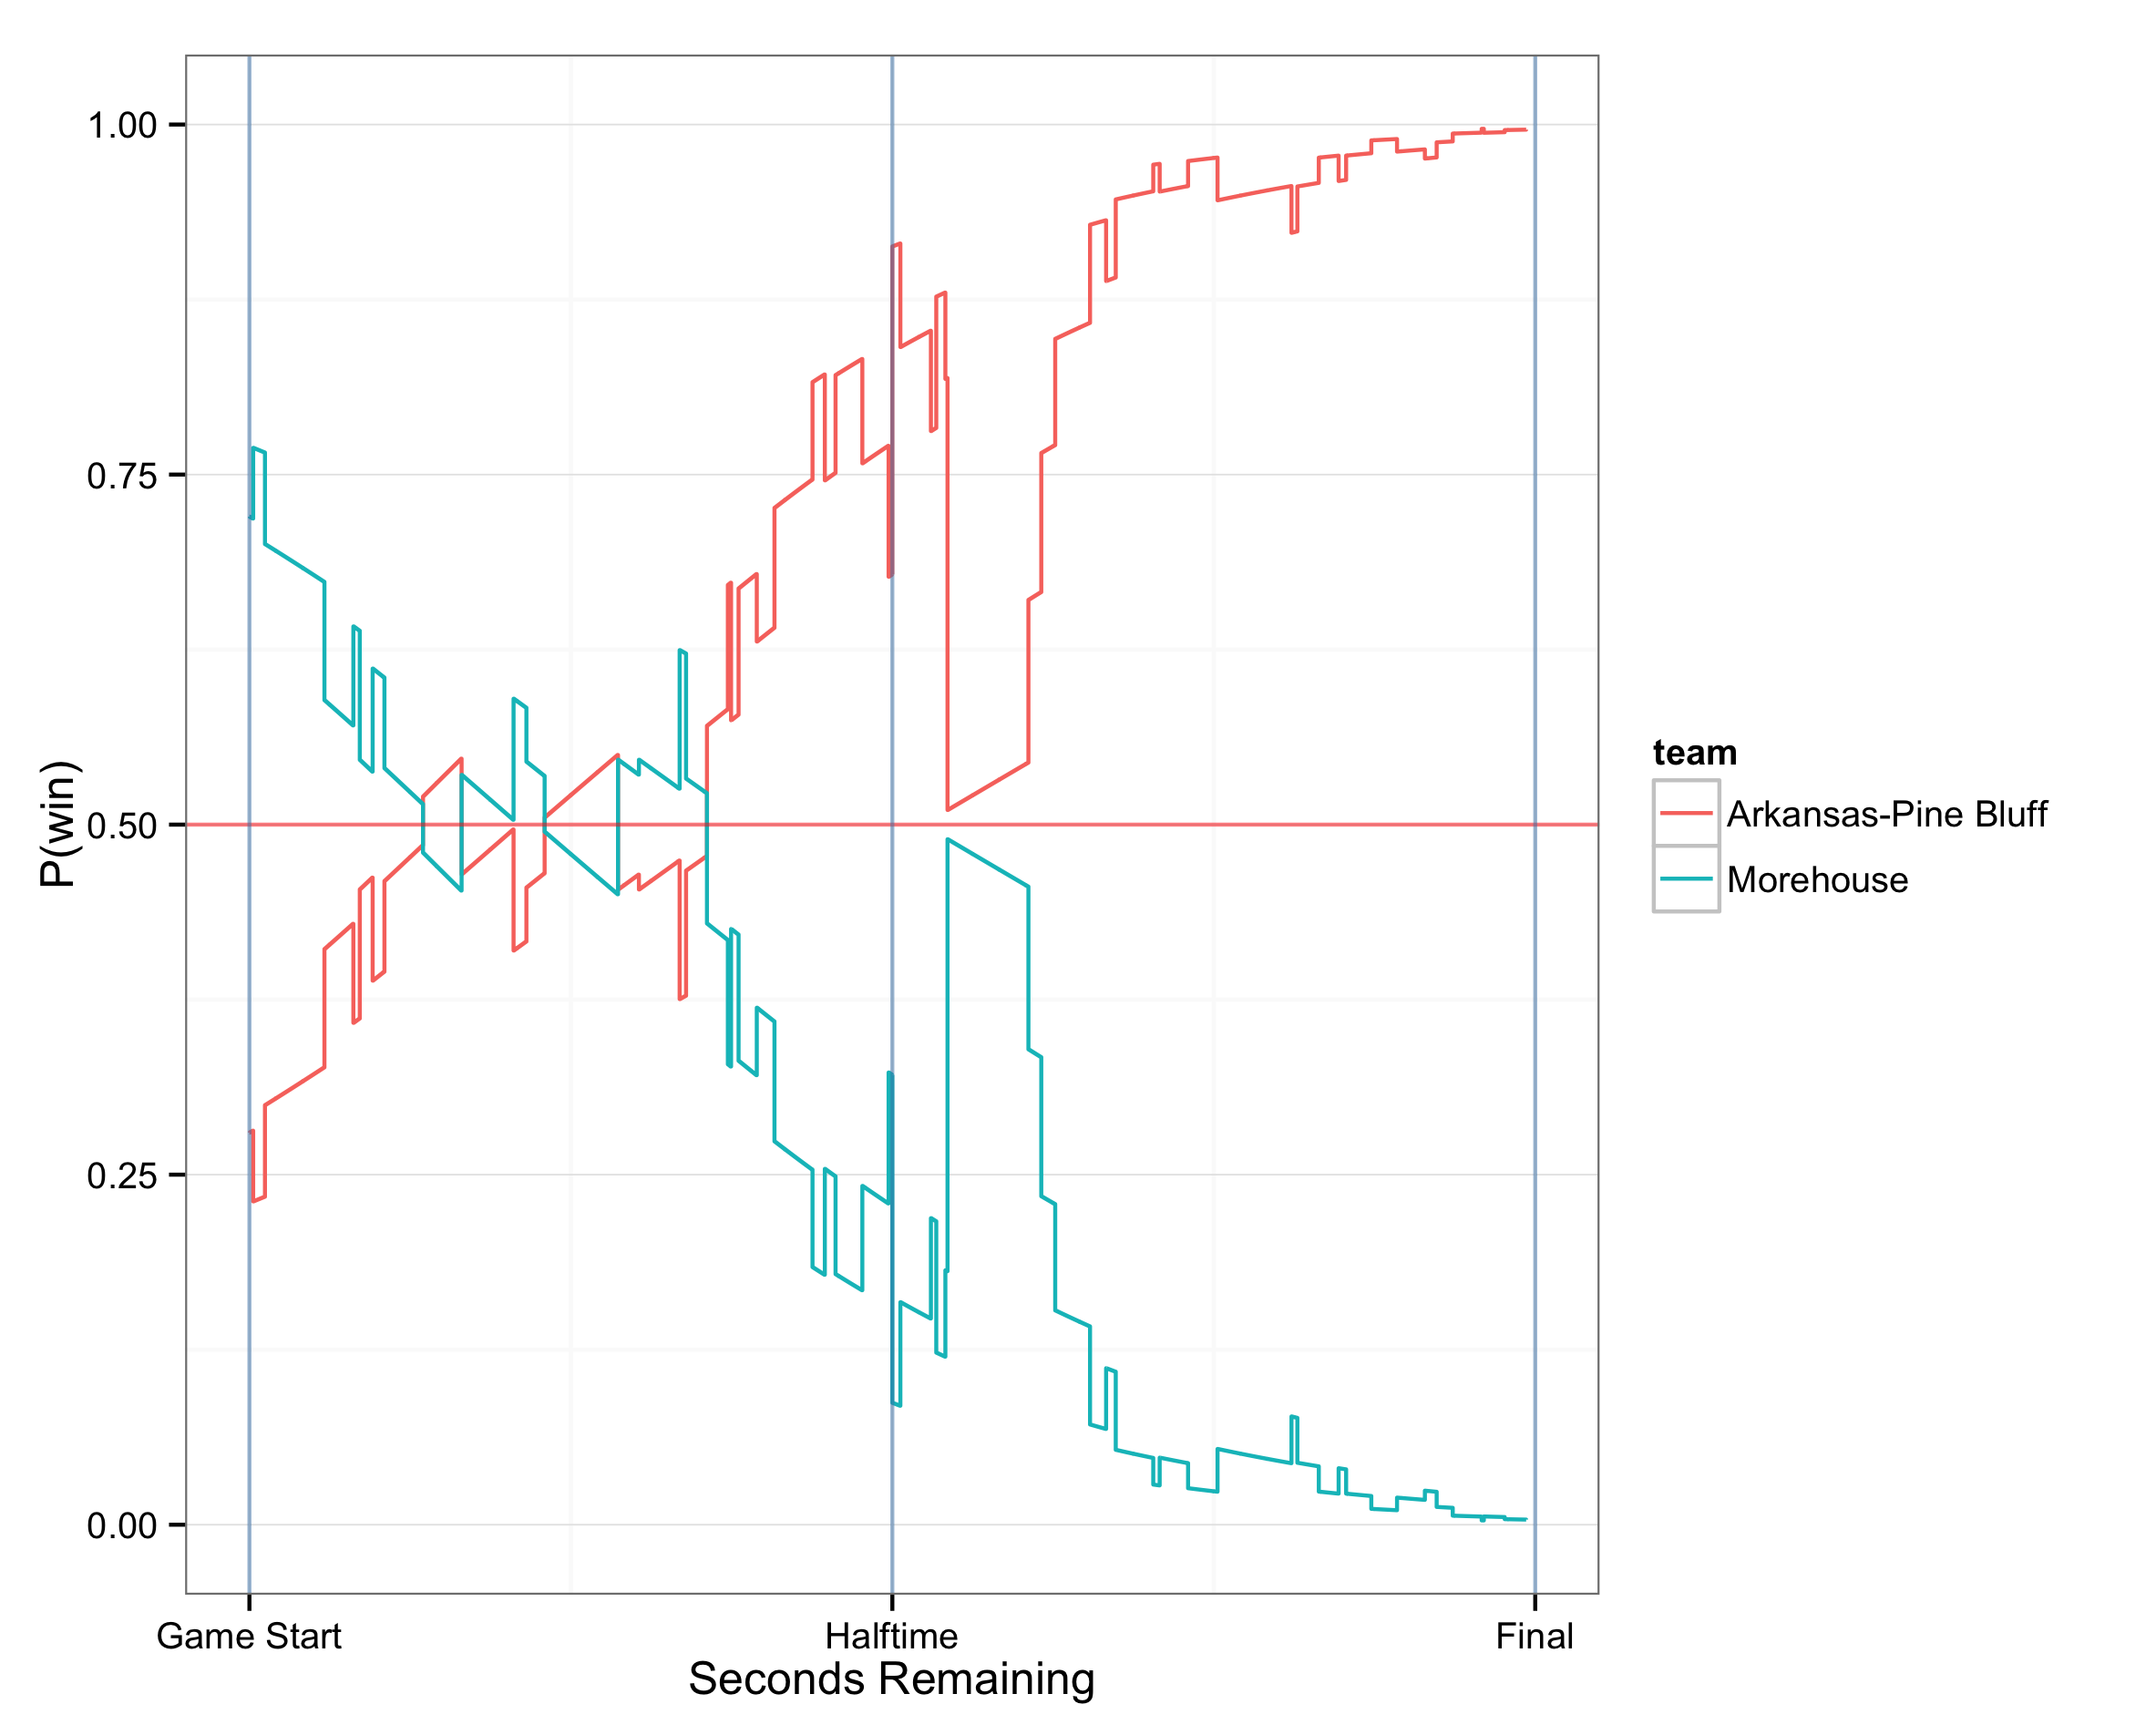 1.00
0.75
0.50
0.25
0.00
P(win)
Game Start
Halftime
Final
Seconds Remaining
team
Arkansas-Pine Bluff
Morehouse